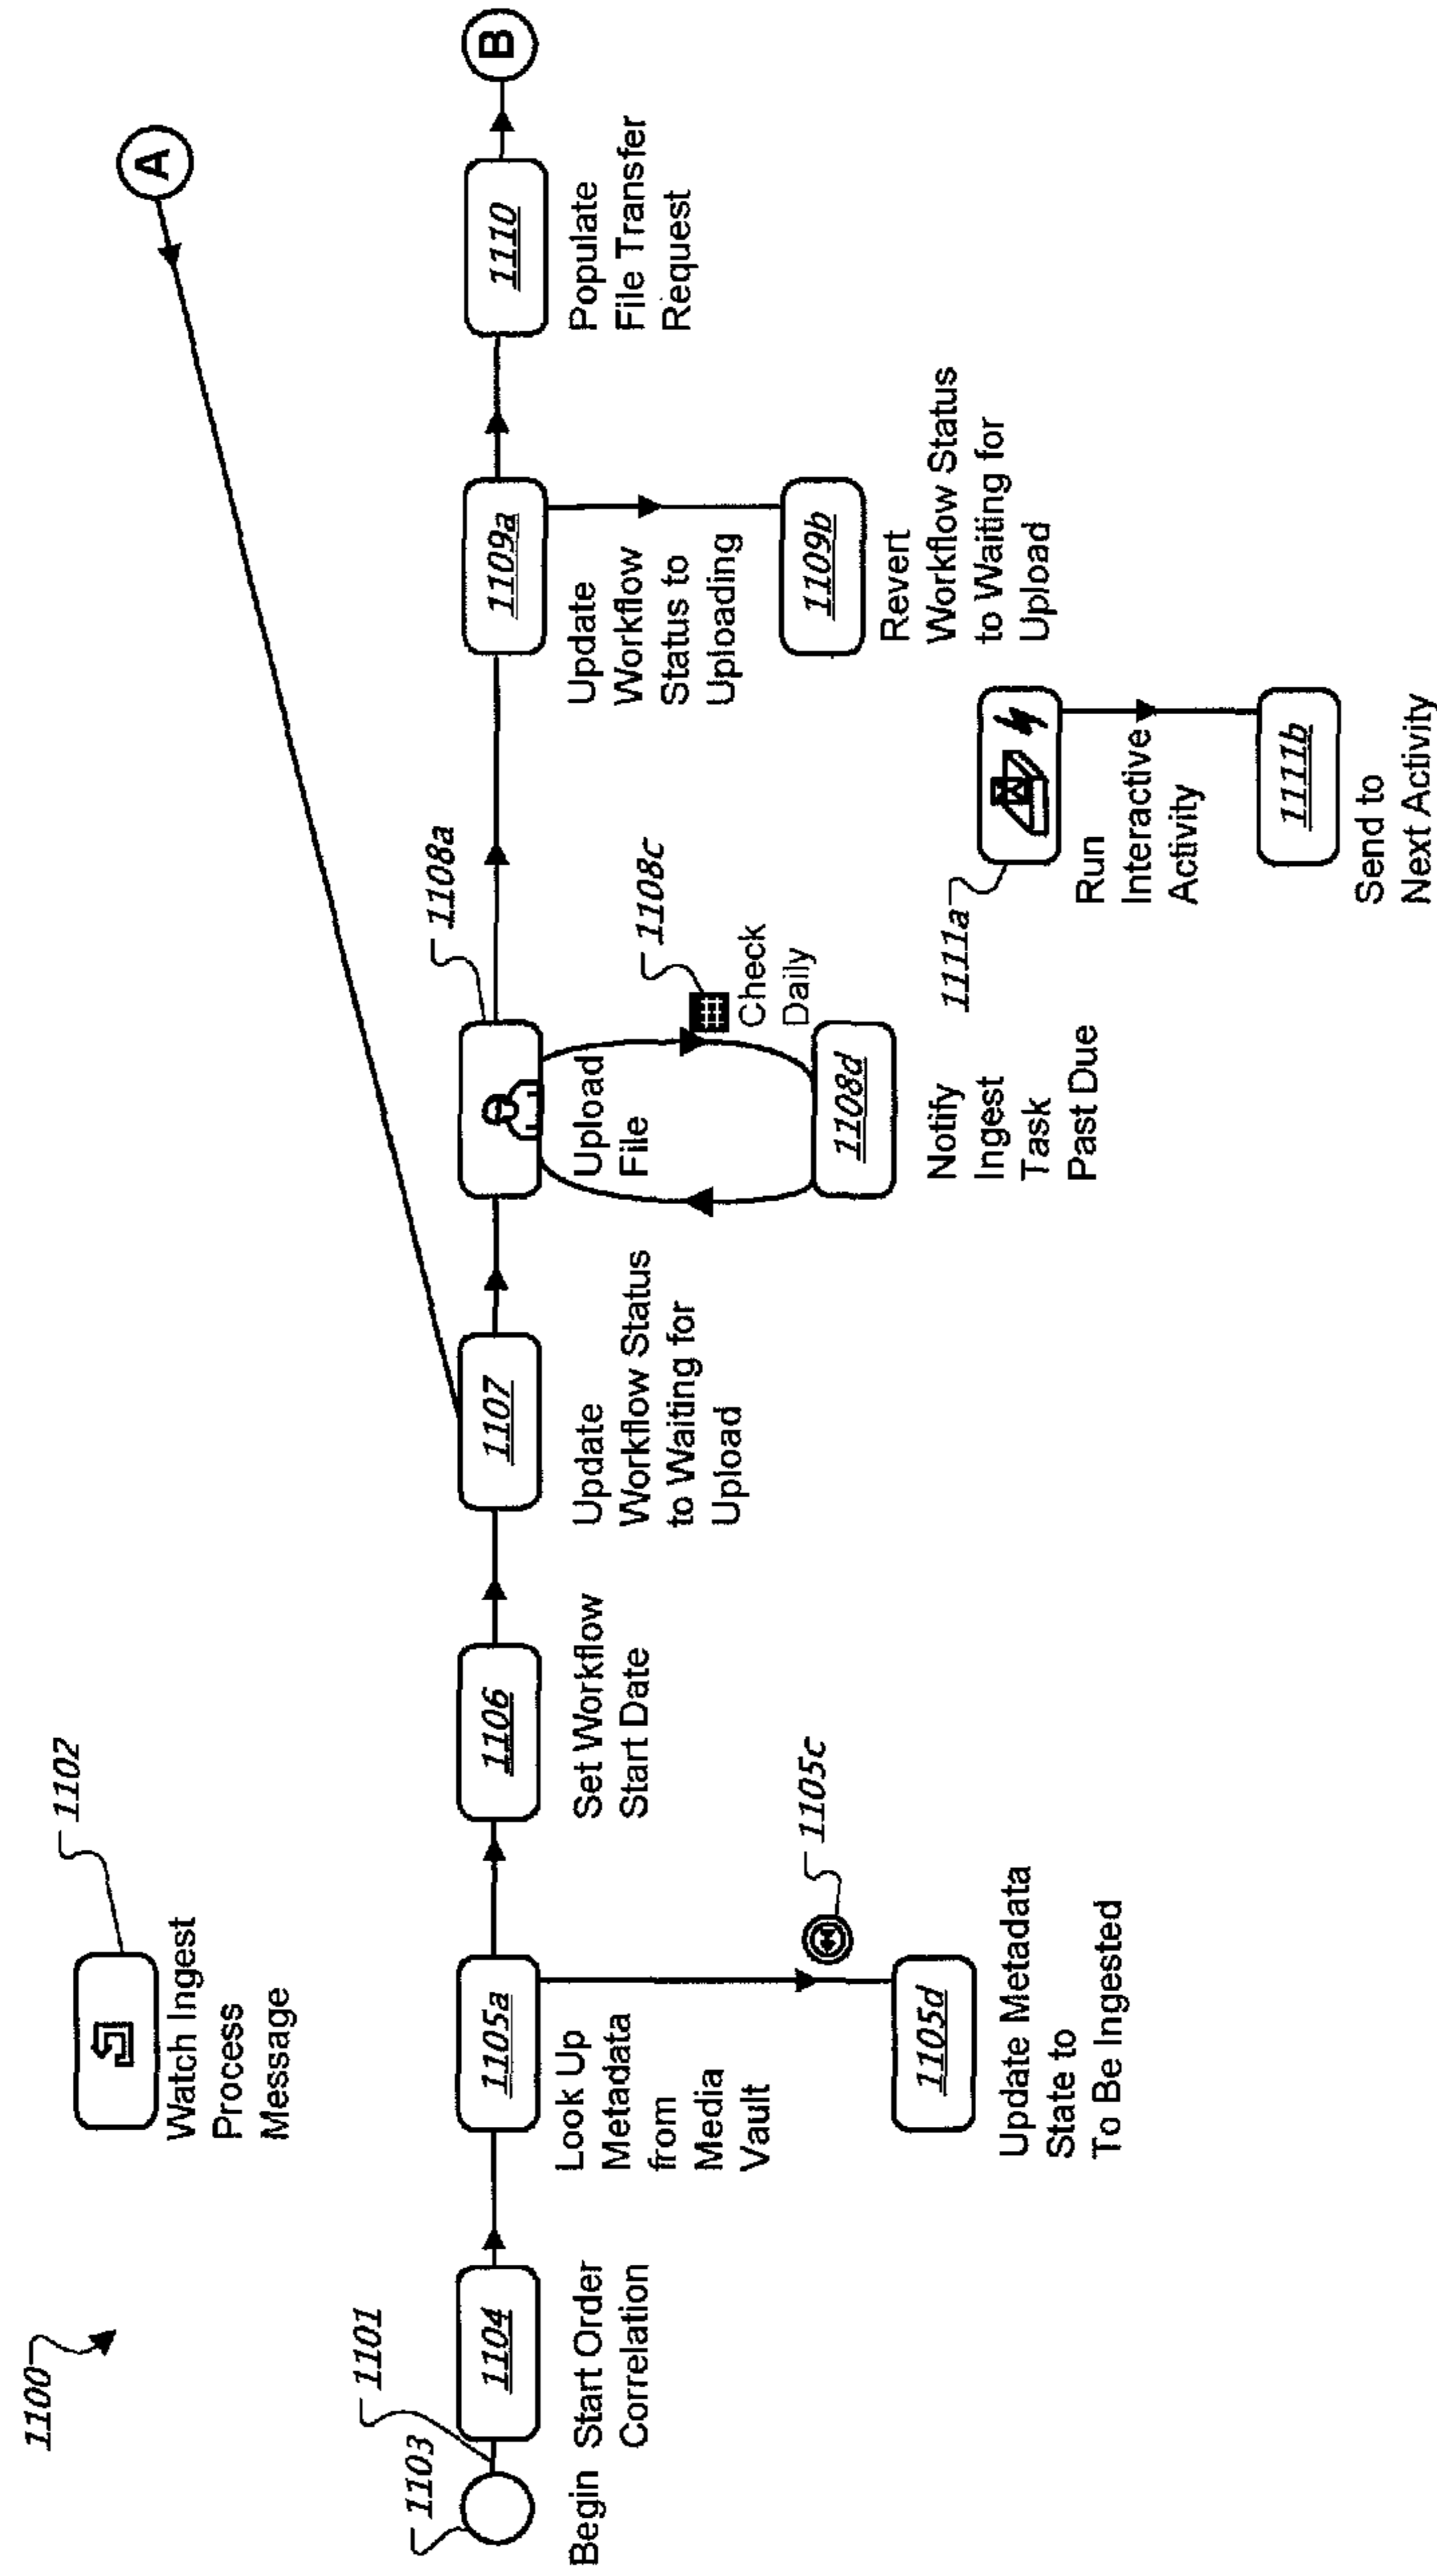 1100
1102
Watch Ingest
Process
Message
A
1103
1101
Begin
1104
Start Order
Correlation
1105a
Look Up
Metadata
from
Media
Vault
1105c
1105d
Update Metadata
State to
To Be Ingested
1106
Set Workflow
Start Date
1107
Update
Workflow Status
to Waiting for
Upload
1108a
Upload
File
1108c
Check
Daily
1108d
Notify
Ingest
Task
Past Due
1109a
Update
Workflow
Status to
Uploading
1109b
Revert
Workflow Status
to Waiting for
Upload
1110
Populate
File Transfer
Request
B
1111a
Run
Interactive
Activity
1111b
Send to
Next Activity